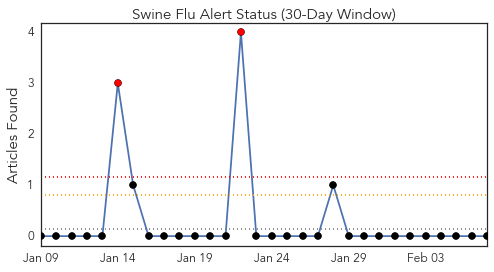 Swine Flu Alert Status (30-Day Window)
Articles Found
4
3
2
1
0
Jan 09 Jan 14 Jan 19 Jan 24 Jan 29 Feb 03